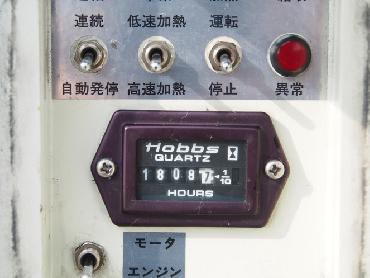 連続 低速加熱 運転
自動発停 高速加熱 停止 異常
Hobbs
QUARTZ
18087 1/10
HOURS
モータ
エンジン